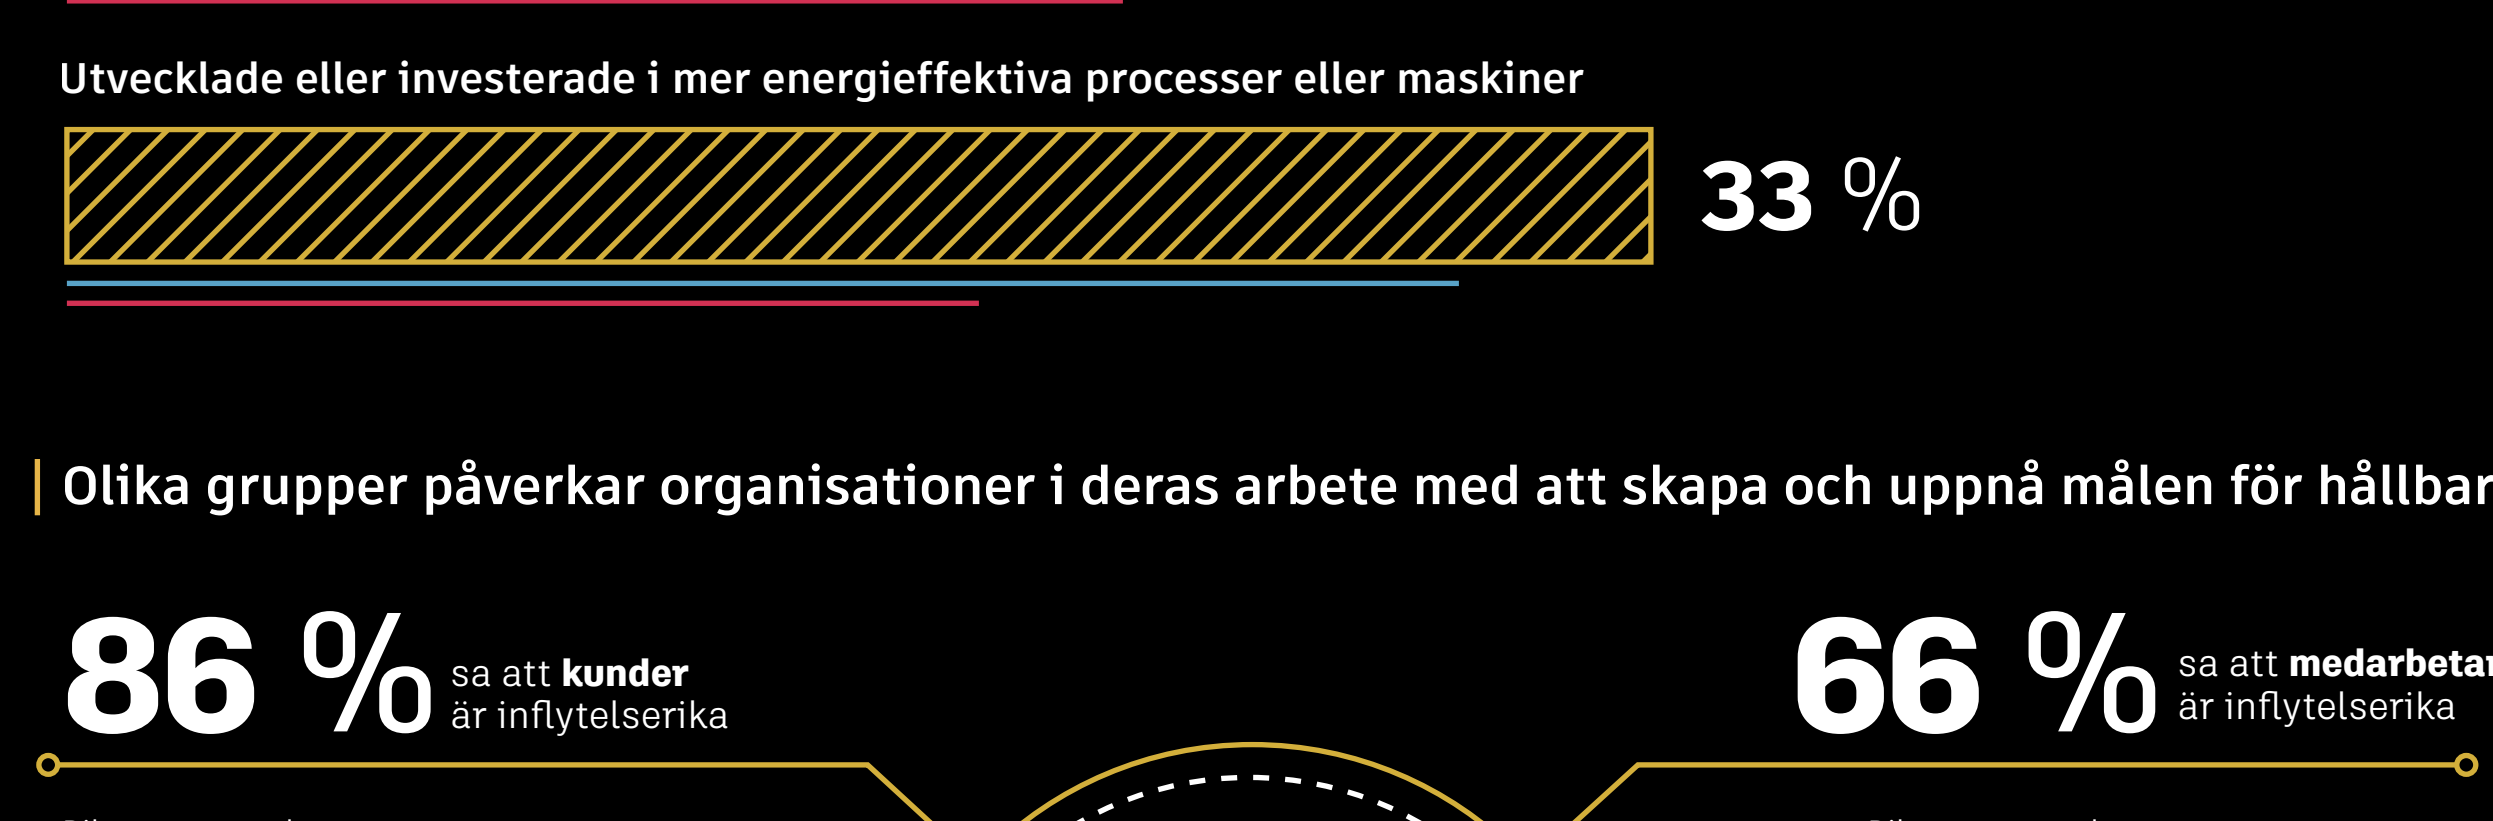 Utvecklade eller investerade i mer energieffektiva processer eller maskiner
33 %
Olika grupper påverkar organisationer i deras arbete med att skapa och uppnå målen för hållbar
86 %
sa att kunder
är inflytelserika
66 %
sa att medarbetar
är inflytelserika